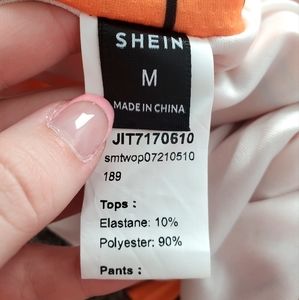 SHEIN
M
MADE IN CHINA
JIT7170610
smtwop07210510
189
Tops :
Elastane: 10%
Polyester: 90%
Pants :